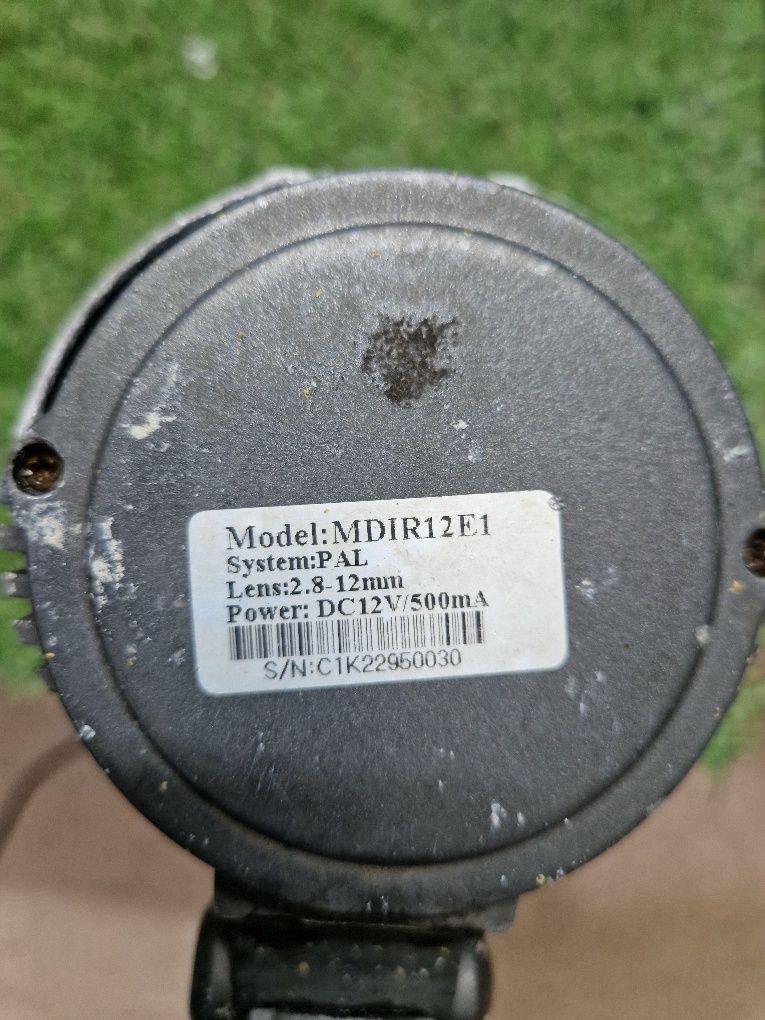 Model:MDIR12E1
System:PAL
Lens:2.8-12mm
Power: DC12V/500mA
S/N:C1K22950030